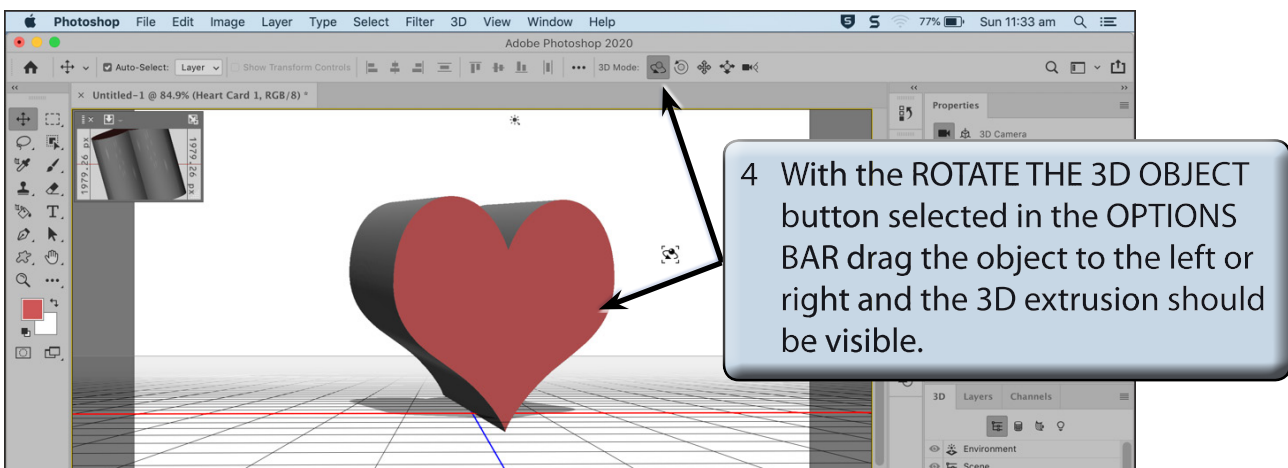 Photoshop File Edit Image Layer Type Select Filter 3D View Window Help 77% Sun 11:33 am
Adobe Photoshop 2020
Auto-Select: Layer Show Transform Controls 3D Mode:
× Untitled-1 @ 84.9% (Heart Card 1, RGB/8) *
Properties
3D Camera
1979.26 px
1979.26 px
4 With the ROTATE THE 3D OBJECT
button selected in the OPTIONS
BAR drag the object to the left or
right and the 3D extrusion should
be visible.
3D Layers Channels
Environment
Scene